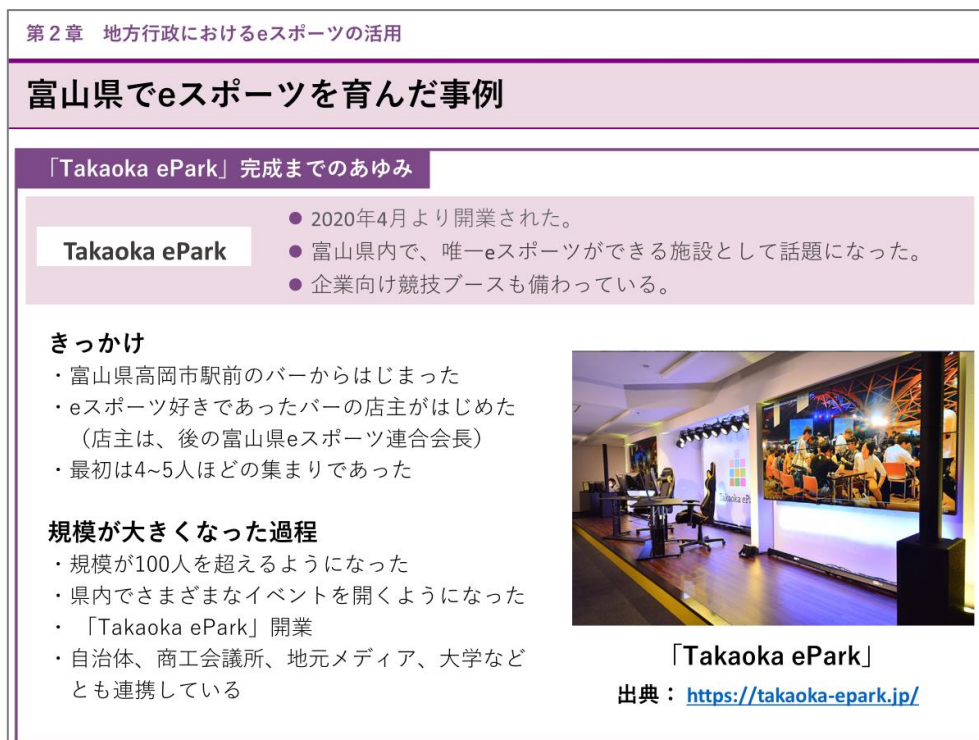 第２章　地方行政におけるeスポーツの活用
富山県でeスポーツを育んだ事例
「Takaoka ePark」完成までのあゆみ
Takaoka ePark
● 2020年4月より開業された。
● 富山県内で、唯一eスポーツができる施設として話題になった。
● 企業向け競技ブースも備わっている。
きっかけ
・富山県高岡市駅前のバーからはじまった
・eスポーツ好きであったバーの店主がはじめた
（店主は、後の富山県eスポーツ連合会長）
・最初は4~5人ほどの集まりであった
規模が大きくなった過程
・規模が100人を超えるようになった
・県内でさまざまなイベントを開くようになった
・「Takaoka ePark」開業
・自治体、商工会議所、地元メディア、大学など
とも連携している
Takaoka
「Takaoka ePark」
出典： https://takaoka-epark.jp/